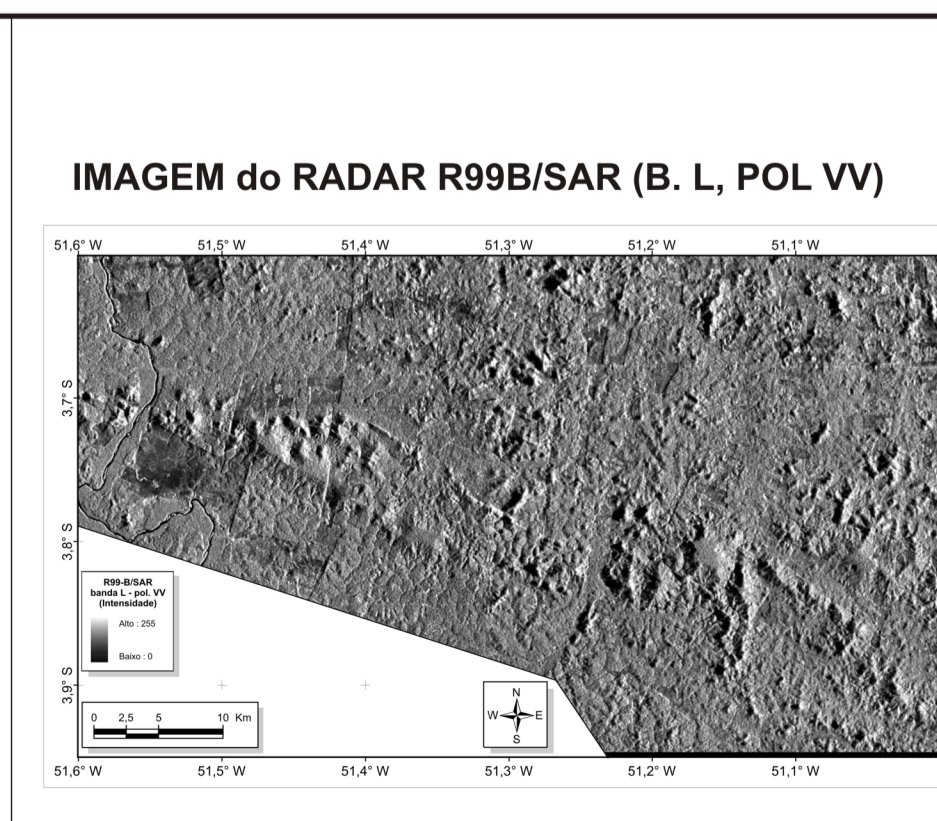 IMAGEM do RADAR R99B/SAR (B. L, POL VV)
51,6° W 51,5° W 51,4° W 51,3° W 51,2° W 51,1° W
3,7° S
3,8° S
3,9° S
R99-B/SAR
banda L - pol. VV
(Intensidade)
Alto : 255
Baixo : 0
0 2,5 5 10 Km
N
W E
S
51,6° W 51,5° W 51,4° W 51,3° W 51,2° W 51,1° W